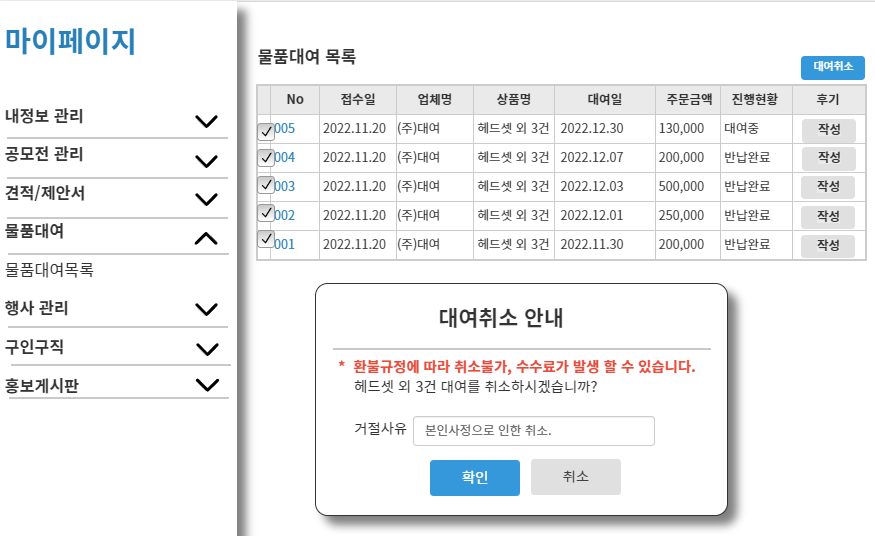 마이페이지
내정보 관리
공모전 관리
견적/제안서
물품대여
물품대여목록
행사 관리
구인구직
홍보게시판
물품대여 목록
대여취소
No 접수일 업체명 상품명 대여일 주문금액 진행현황 후기
005 2022.11.20 (주)대여 헤드셋 외 3건 2022.12.30 130,000 대여중 작성
004 2022.11.20 (주)대여 헤드셋 외 3건 2022.12.07 200,000 반납완료 작성
003 2022.11.20 (주)대여 헤드셋 외 3건 2022.12.03 500,000 반납완료 작성
002 2022.11.20 (주)대여 헤드셋 외 3건 2022.12.01 250,000 반납완료 작성
001 2022.11.20 (주)대여 헤드셋 외 3건 2022.11.30 200,000 반납완료 작성
대여취소 안내
* 환불규정에 따라 취소불가, 수수료가 발생 할 수 있습니다.
헤드셋 외 3건 대여를 취소하시겠습니까?
거절사유 본인사정으로 인한 취소.
확인 취소